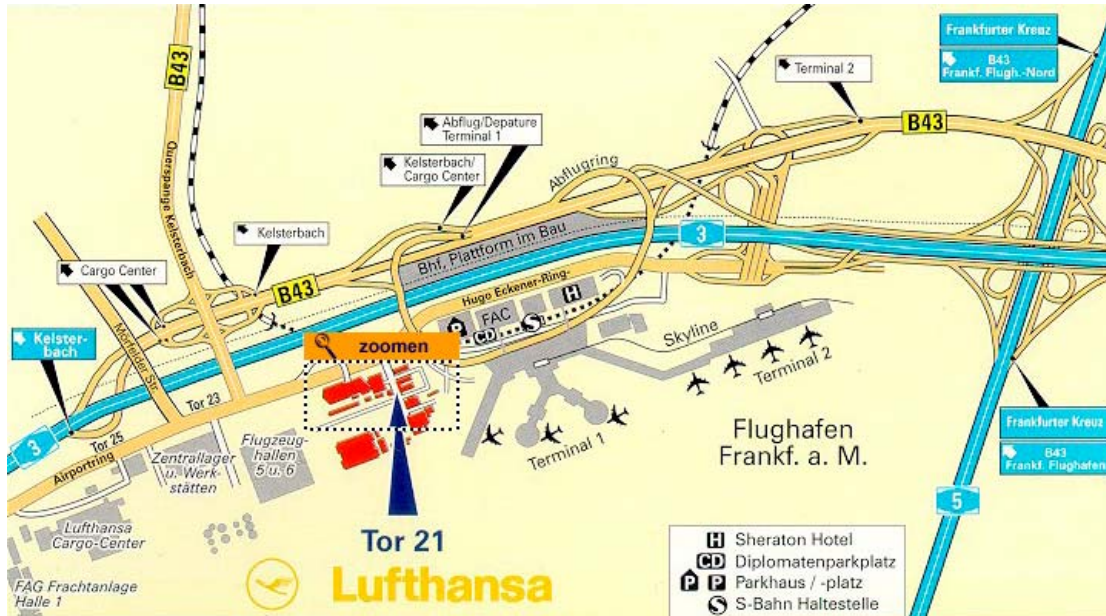 Frankfurter Kreuz
B43
Frankf. Flugh.-Nord
B43
Terminal 2
B43
Abflug/Depature
Terminal 1
Kelsterbach/
Cargo Center
Querspange Kelsterbach
Abflugring
Kelsterbach
Bhf, Plattform im Bau
3
Cargo Center
B43
Hugo Eckener-Ring-
H
FAC
P
CD
S
Kelster-
bach
Mörfelder Str
zoomen
Skyline
Terminal 2
Tor 23
3
Tor 25
Airportring
Zentrallager
u. Werk-
stätten
Flugzeug-
hallen
5 u. 6
Terminal 1
Flughafen
Frankf. a. M.
Frankfurter Kreuz
B43
Frankf. Flughafen
5
Lufthansa
Cargo-Center
Tor 21
FAG Frachtanlage
Halle 1
Lufthansa
H Sheraton Hotel
CD Diplomatenparkplatz
P P Parkhaus / -platz
S S-Bahn Haltestelle